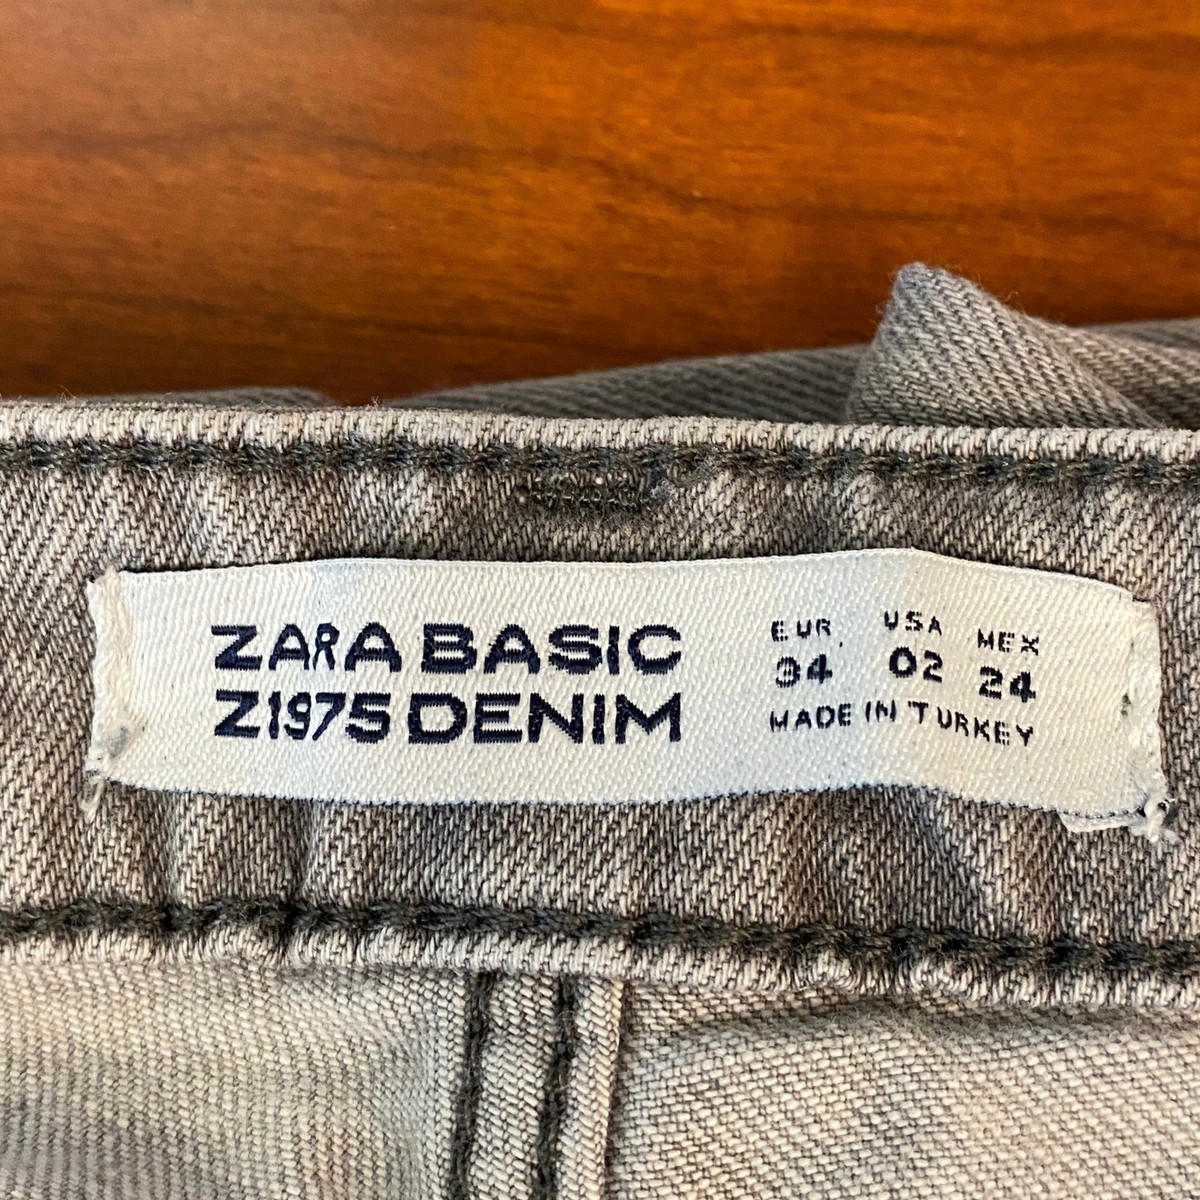 ZARA BASIC
Z1975 DENIM
EUR. USA MEX
34 02 24
MADE IN TURKEY